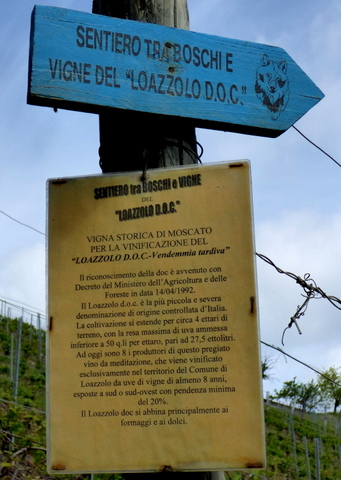 SENTIERO TRA BOSCHI E
VIGNE DEL "LOAZZOLO D.O.C."
SENTIERO tra BOSCHI e VIGNE
DEL
"LOAZZOLO D.O.C."
VIGNA STORICA DI MOSCATO
PER LA VINIFICAZIONE DEL
"LOAZZOLO D.O.C.-Vendemmia tardiva"
Il riconoscimento della doc è avvenuto con
Decreto del Ministero dell'Agricoltura e delle
Foreste in data 14/04/1992.
Il Loazzolo d.o.c. è la più piccola e severa
denominazione di origine controllata d'Italia.
La coltivazione si estende per circa 4 ettari di
terreno, con la resa massima di uva ammessa
inferiore a 50 q.li per ettaro, pari ad 27,5 ettolitri.
Ad oggi sono 8 i produttori di questo pregiato
vino da meditazione, che viene vinificato
esclusivamente nel territorio del Comune di
Loazzolo da uve di vigne di almeno 8 anni,
esposte a sud o sud-ovest con pendenza minima
del 20%.
Il Loazzolo doc si abbina principalmente ai
formaggi e ai dolci.